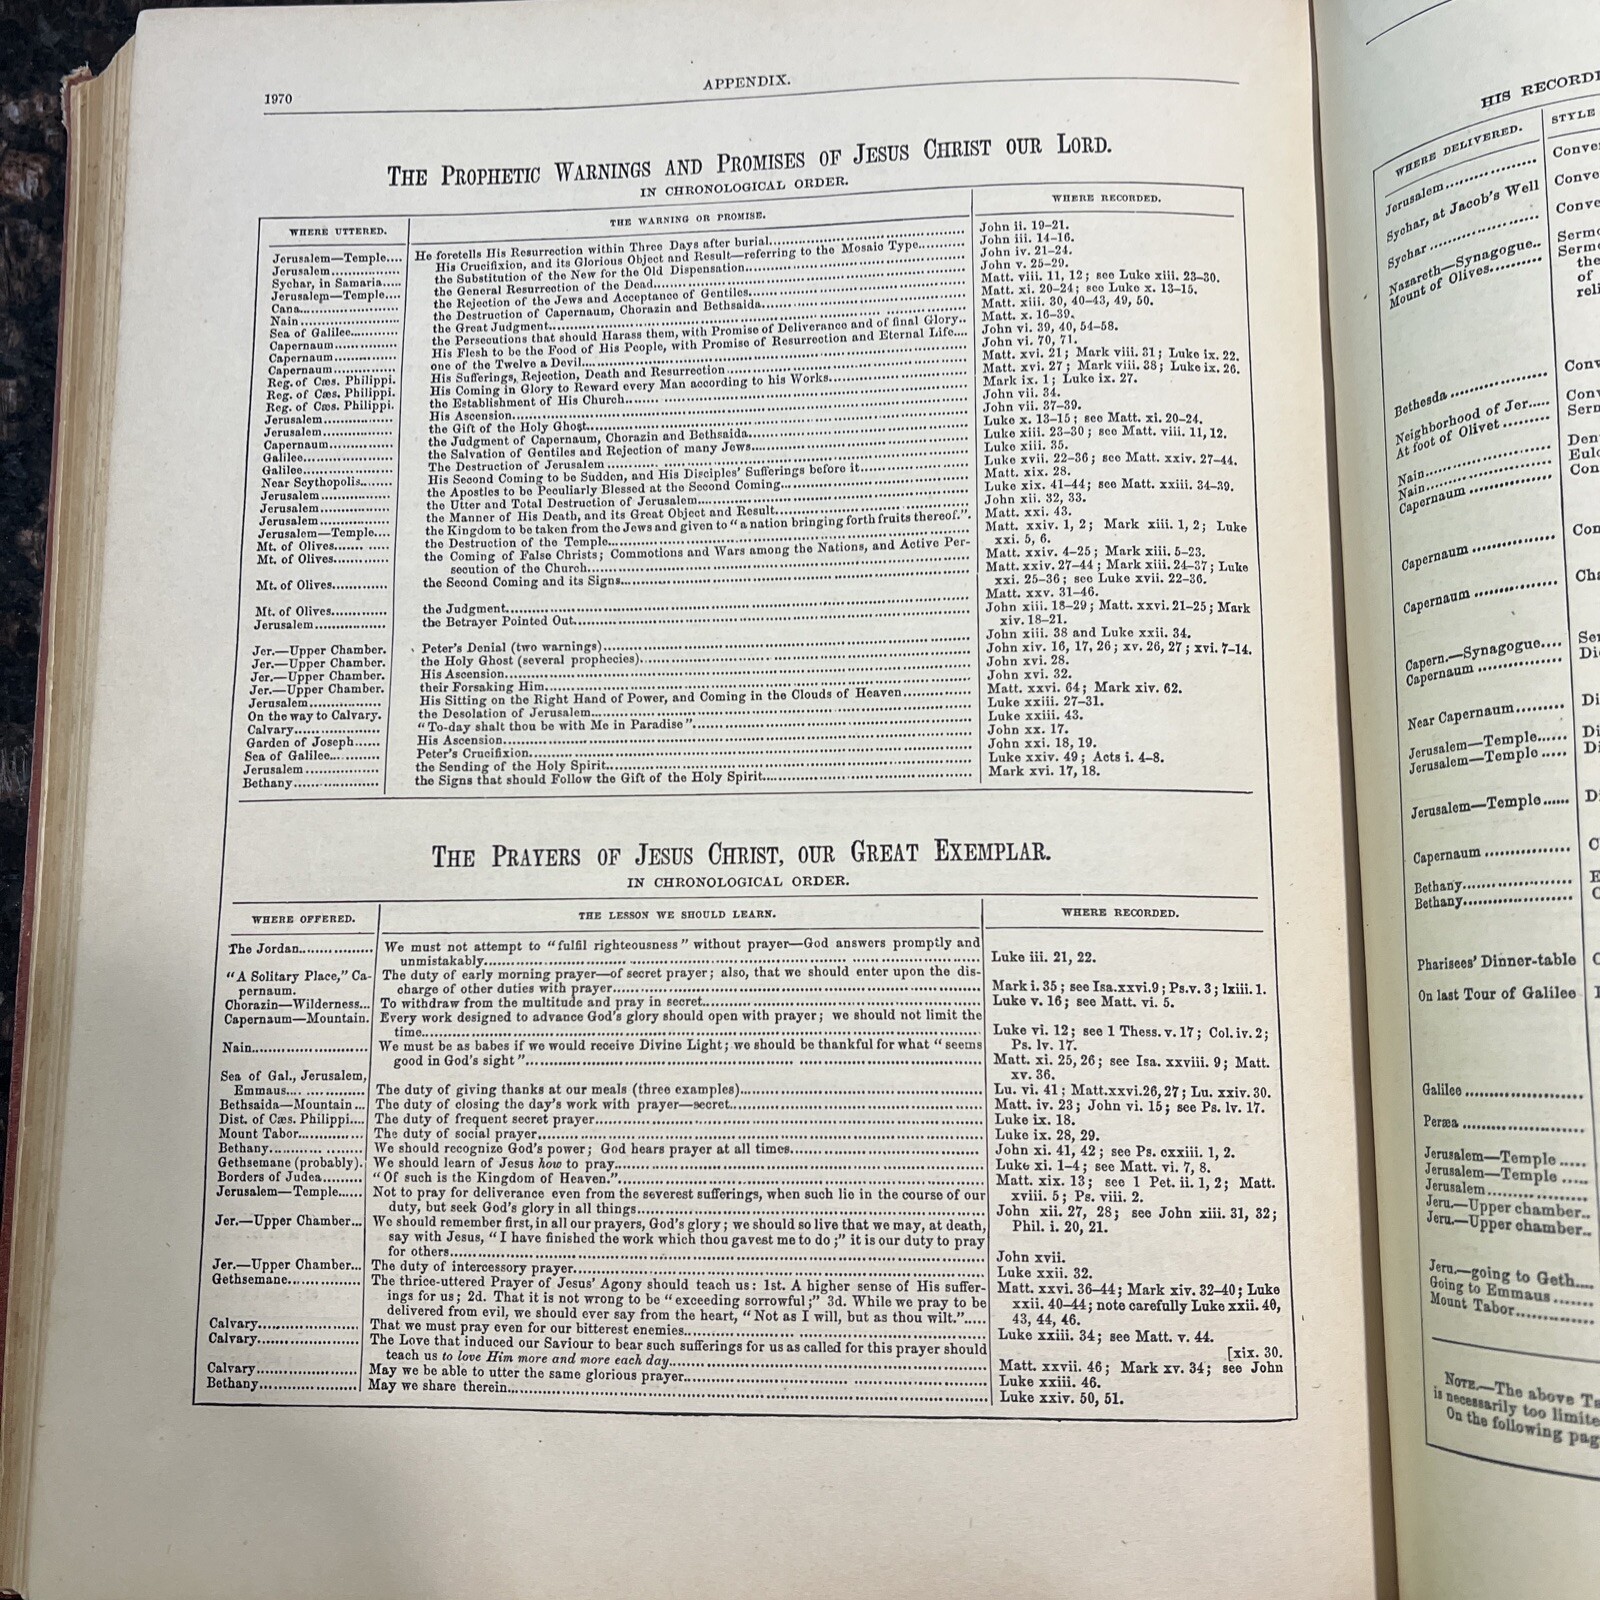 1970
APPENDIX.
THE PROPHETIC WARNINGS AND PROMISES OF JESUS CHRIST OUR LORD.
IN CHRONOLOGICAL ORDER.
WHERE UTTERED. THE WARNING OR PROMISE. WHERE RECORDED.
Jerusalem—Temple.... He foretells His Resurrection within Three Days after burial.... John ii. 19-21.
Jerusalem.... His Crucifixion, and its Glorious Object and Result—referring to the Mosaic Type.... John iii. 14-16.
Sychar, in Samaria.... the Substitution of the New for the Old Dispensation.... John iv. 21-24.
Jerusalem—Temple.... the General Resurrection of the Dead.... John v. 25-29.
Cana.... the Rejection of the Jews and Acceptance of Gentiles.... Matt. viii. 11, 12; see Luke xiii. 23-30.
Nain.... the Destruction of Capernaum, Chorazin and Bethsaida.... Matt. xi. 20-24; see Luke x. 13-15.
Sea of Galilee.... the Great Judgment.... Matt. xiii. 30, 40-43, 49, 50.
Capernaum.... the Persecutions that should Harass them, with Promise of Deliverance and of final Glory.. Matt. x. 16-39.
Capernaum.... His Flesh to be the Food of His People, with Promise of Resurrection and Eternal Life.... John vi. 39, 40, 54-58.
Capernaum.... one of the Twelve a Devil.... John vi. 70, 71.
Reg. of Cæs. Philippi. His Sufferings, Rejection, Death and Resurrection.... Matt. xvi. 21; Mark viii. 31; Luke ix. 22.
Reg. of Cæs. Philippi. His Coming in Glory to Reward every Man according to his Works.... Matt. xvi. 27; Mark viii. 38; Luke ix. 26.
Reg. of Cæs. Philippi. the Establishment of His Church.... Mark ix. 1; Luke ix. 27.
Jerusalem.... His Ascension.... John vii. 34.
Jerusalem.... the Gift of the Holy Ghost.... John vii. 37-39.
Capernaum.... the Judgment of Capernaum, Chorazin and Bethsaida.... Luke x. 13-15; see Matt. xi. 20-24.
Galilee.... the Salvation of Gentiles and Rejection of many Jews.... Luke xiii. 23-30; see Matt. viii. 11, 12.
Galilee.... The Destruction of Jerusalem.... Luke xiii. 35.
Near Scythopolis.... His Second Coming to be Sudden, and His Disciples' Sufferings before it.... Luke xvii. 22-36; see Matt. xxiv. 27-44.
Jerusalem.... the Apostles to be Peculiarly Blessed at the Second Coming.... Matt. xix. 28.
Jerusalem.... the Utter and Total Destruction of Jerusalem.... Luke xix. 41-44; see Matt. xxiii. 34-39.
Jerusalem.... the Manner of His Death, and its Great Object and Result.... John xii. 32, 33.
Jerusalem—Temple.... the Kingdom to be taken from the Jews and given to "a nation bringing forth fruits thereof.". Matt. xxi. 43.
Mt. of Olives.... the Destruction of the Temple.... Matt. xxiv. 1, 2; Mark xiii. 1, 2; Luke
xxi. 5, 6.
Mt. of Olives.... the Coming of False Christs; Commotions and Wars among the Nations, and Active Per-
secution of the Church.... Matt. xxiv. 4-25; Mark xiii. 5-23.
Mt. of Olives.... the Second Coming and its Signs.... Matt. xxiv. 27-44; Mark xiii. 24-37; Luke
xxi. 25-36; see Luke xvii. 22-36.
Mt. of Olives.... the Judgment.... Matt. xxv. 31-46.
Jerusalem.... the Betrayer Pointed Out.... John xiii. 18-29; Matt. xxvi. 21-25; Mark
xiv. 18-21.
Jer.—Upper Chamber. Peter's Denial (two warnings).... John xiii. 38 and Luke xxii. 34.
Jer.—Upper Chamber. the Holy Ghost (several prophecies).... John xiv. 16, 17, 26; xv. 26, 27; xvi. 7-14.
Jer.—Upper Chamber. His Ascension.... John xvi. 28.
Jer.—Upper Chamber. their Forsaking Him.... John xvi. 32.
Jerusalem.... His Sitting on the Right Hand of Power, and Coming in the Clouds of Heaven.... Matt. xxvi. 64; Mark xiv. 62.
On the way to Calvary. the Desolation of Jerusalem.... Luke xxiii. 27-31.
Calvary.... "To-day shalt thou be with Me in Paradise".... Luke xxiii. 43.
Garden of Joseph.... His Ascension.... John xx. 17.
Sea of Galilee.... Peter's Crucifixion.... John xxi. 18, 19.
Jerusalem.... the Sending of the Holy Spirit.... Luke xxiv. 49; Acts i. 4-8.
Bethany.... the Signs that should Follow the Gift of the Holy Spirit.... Mark xvi. 17, 18.
THE PRAYERS OF JESUS CHRIST, OUR GREAT EXEMPLAR.
IN CHRONOLOGICAL ORDER.
WHERE OFFERED. THE LESSON WE SHOULD LEARN. WHERE RECORDED.
The Jordan.... We must not attempt to "fulfil righteousness" without prayer—God answers promptly and
unmistakably.... Luke iii. 21, 22.
"A Solitary Place," Ca- The duty of early morning prayer—of secret prayer; also, that we should enter upon the dis-
pernaum. charge of other duties with prayer.... Mark i. 35; see Isa. xxvi. 9; Ps. v. 3; lxiii. 1.
Chorazin—Wilderness... To withdraw from the multitude and pray in secret.... Luke v. 16; see Matt. vi. 5.
Capernaum—Mountain. Every work designed to advance God's glory should open with prayer; we should not limit the
time.... Luke vi. 12; see 1 Thess. v. 17; Col. iv. 2;
Ps. lv. 17.
Nain.... We must be as babes if we would receive Divine Light; we should be thankful for what "seems
good in God's sight".... Matt. xi. 25, 26; see Isa. xxviii. 9; Matt.
xv. 36.
Sea of Gal., Jerusalem,
Emmaus.... The duty of giving thanks at our meals (three examples).... Lu. vi. 41; Matt. xxvi. 26, 27; Lu. xxiv. 30.
Bethsaida—Mountain... The duty of closing the day's work with prayer—secret.... Matt. iv. 23; John vi. 15; see Ps. lv. 17.
Dist. of Cæs. Philippi.... The duty of frequent secret prayer.... Luke ix. 18.
Mount Tabor.... The duty of social prayer.... Luke ix. 28, 29.
Bethany.... We should recognize God's power; God hears prayer at all times.... John xi. 41, 42; see Ps. cxxiii. 1, 2.
Gethsemane (probably). We should learn of Jesus how to pray.... Luke xi. 1-4; see Matt. vi. 7, 8.
Borders of Judea.... "Of such is the Kingdom of Heaven.".... Matt. xix. 13; see 1 Pet. ii. 1, 2; Matt.
xviii. 5; Ps. viii. 2.
Jerusalem—Temple.... Not to pray for deliverance even from the severest sufferings, when such lie in the course of our
duty, but seek God's glory in all things.... John xii. 27, 28; see John xiii. 31, 32;
Phil. i. 20, 21.
Jer.—Upper Chamber... We should remember first, in all our prayers, God's glory; we should so live that we may, at death,
say with Jesus, "I have finished the work which thou gavest me to do;" it is our duty to pray
for others.... John xvii.
Jer.—Upper Chamber... The duty of intercessory prayer.... Luke xxii. 32.
Gethsemane.... The thrice-uttered Prayer of Jesus' Agony should teach us: 1st. A higher sense of His suffer- Matt. xxvi. 36-44; Mark xiv. 32-40; Luke
ings for us; 2d. That it is not wrong to be "exceeding sorrowful;" 3d. While we pray to be xxii. 40-44; note carefully Luke xxii. 40,
delivered from evil, we should ever say from the heart, "Not as I will, but as thou wilt.".... 43, 44, 46.
Calvary.... That we must pray even for our bitterest enemies.... Luke xxiii. 34; see Matt. v. 44.
Calvary.... The Love that induced our Saviour to bear such sufferings for us as called for this prayer should [xix. 30.
teach us to love Him more and more each day.... Matt. xxvii. 46; Mark xv. 34; see John
Calvary.... May we be able to utter the same glorious prayer.... Luke xxiii. 46.
Bethany.... May we share therein.... Luke xxiv. 50, 51.
HIS RECORD
WHERE DELIVERED. STYLE
Jerusalem.... Conve
Sychar, at Jacob's Well Conve
Sychar.... Conve
Nazareth—Synagogue.. Sermo
Mount of Olives.... Serm
the
of
reli
Bethesda.... Conv
Neighborhood of Jer..... Conv
At foot of Olivet.... Serm
Nain.... Den
Nain.... Eulo
Capernaum.... Con
Capernaum.... Con
Capernaum.... Cha
Capern.—Synagogue.... Se
Capernaum.... Di
Near Capernaum.... Di
Jerusalem—Temple.... Di
Jerusalem—Temple.... Di
Jerusalem—Temple.... D
Capernaum.... C
Bethany.... E
Bethany.... C
Pharisees' Dinner-table C
On last Tour of Galilee
Galilee....
Peræa....
Jerusalem—Temple.....
Jerusalem—Temple.....
Jerusalem....
Jeru.—Upper chamber..
Jeru.—Upper chamber..
Jeru.—going to Geth....
Going to Emmaus....
Mount Tabor....
NOTE.—The above Ta
is necessarily too limite
On the following pag